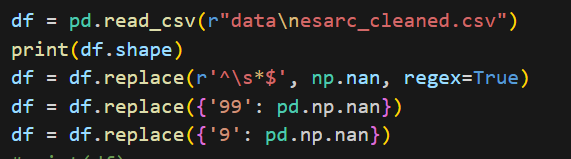 df = pd.read_csv(r"data\nesarc_cleaned.csv")
print(df.shape)
df = df.replace(r'^\s*$', np.nan, regex=True)
df = df.replace({'99': pd.np.nan})
df = df.replace({'9': pd.np.nan})